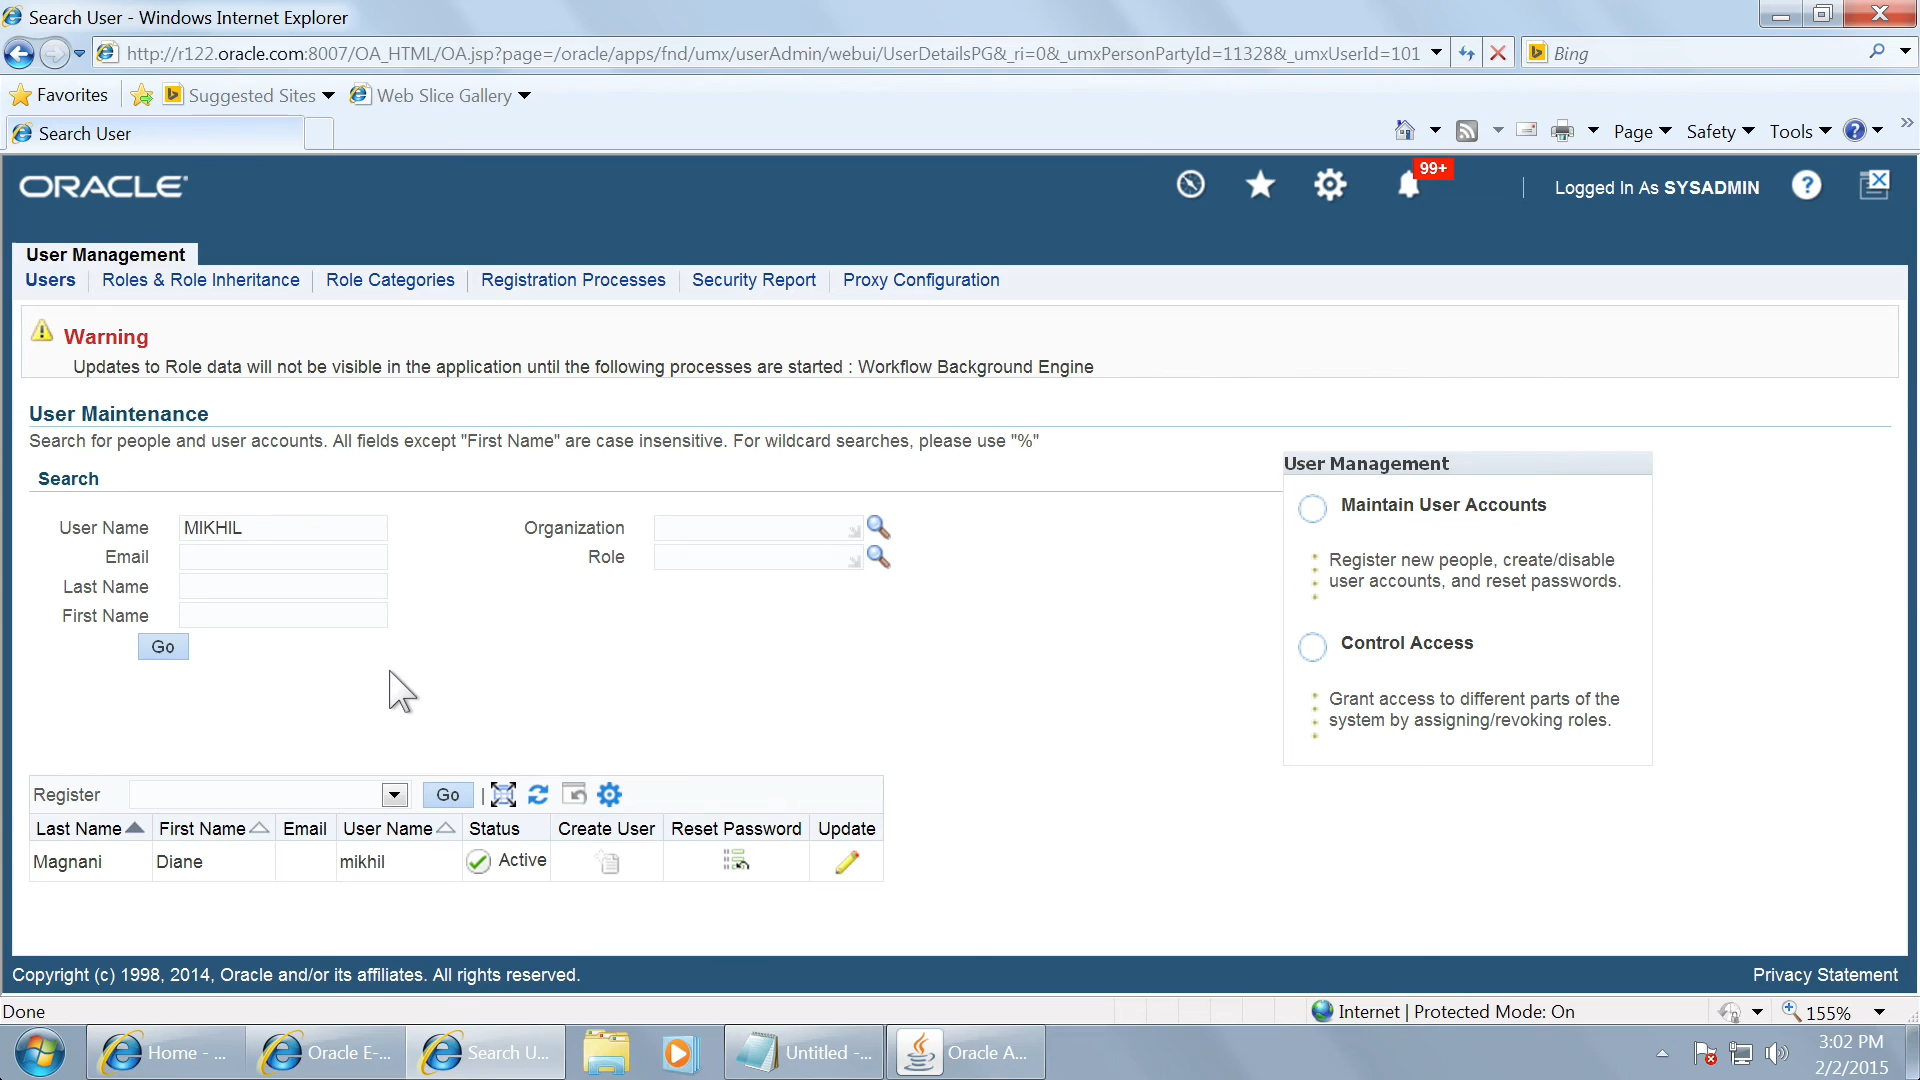 Search User - Windows Internet Explorer
http://r122.oracle.com:8007/OA_HTML/OA.jsp?page=/oracle/apps/fnd/umx/userAdmin/webui/UserDetailsPG&_ri=0&_umxPersonPartyId=11328&_umxUserId=101
Bing
Favorites
Suggested Sites
Web Slice Gallery
Search User
Page
Safety
Tools
ORACLE
99+
Logged In As SYSADMIN
User Management
Users
Roles & Role Inheritance
Role Categories
Registration Processes
Security Report
Proxy Configuration
Warning
Updates to Role data will not be visible in the application until the following processes are started : Workflow Background Engine
User Maintenance
Search for people and user accounts. All fields except "First Name" are case insensitive. For wildcard searches, please use "%"
Search
User Name MIKHIL
Organization
Email
Role
Last Name
First Name
Go
User Management
Maintain User Accounts
Register new people, create/disable
user accounts, and reset passwords.
Control Access
Grant access to different parts of the
system by assigning/revoking roles.
Register Go
Last Name First Name Email User Name Status Create User Reset Password Update
Magnani Diane mikhil Active
Copyright (c) 1998, 2014, Oracle and/or its affiliates. All rights reserved.
Privacy Statement
Done
Internet | Protected Mode: On
155%
Home - ...
Oracle E-...
Search U...
Untitled -...
Oracle A...
3:02 PM
2/2/2015